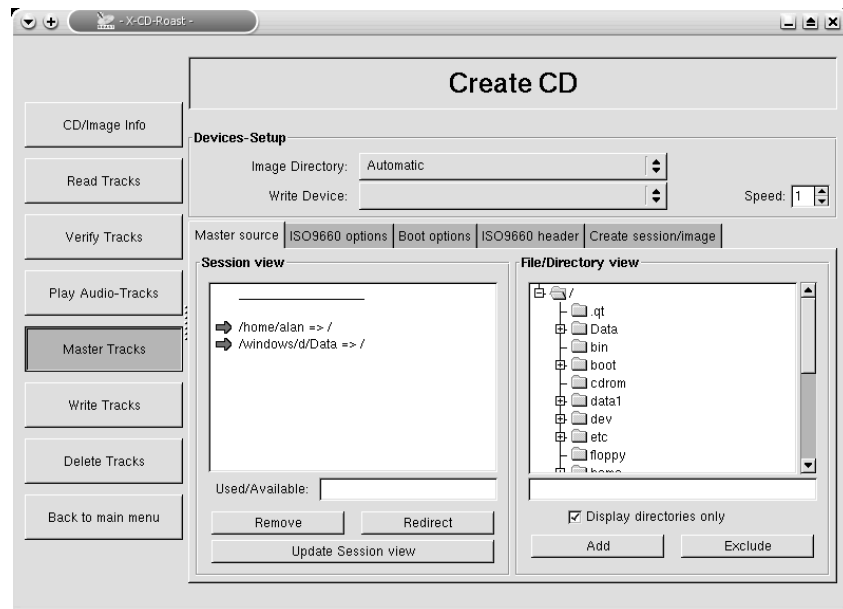 - X-CD-Roast -
Create CD
CD/Image Info
Read Tracks
Verify Tracks
Play Audio-Tracks
Master Tracks
Write Tracks
Delete Tracks
Back to main menu
Devices-Setup
Image Directory: Automatic
Write Device:
Speed: 1
Master source ISO9660 options Boot options ISO9660 header Create session/image
Session view
/home/alan => /
/windows/d/Data => /
Used/Available:
Remove Redirect
Update Session view
File/Directory view
/
.qt
Data
bin
boot
cdrom
data1
dev
etc
floppy
home
Display directories only
Add Exclude